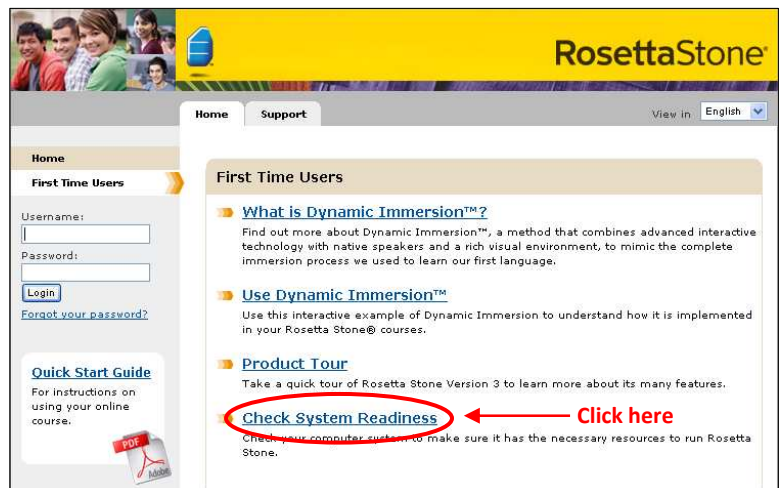 RosettaStone®
Home
Support
View in
English
Home
First Time Users
Username:
Password:
Login
Forgot your password?
Quick Start Guide
For instructions on
using your online
course.
PDF
Adobe
First Time Users
What is Dynamic Immersion™?
Find out more about Dynamic Immersion™, a method that combines advanced interactive
technology with native speakers and a rich visual environment, to mimic the complete
immersion process we used to learn our first language.
Use Dynamic Immersion™
Use this interactive example of Dynamic Immersion to understand how it is implemented
in your Rosetta Stone® courses.
Product Tour
Take a quick tour of Rosetta Stone Version 3 to learn more about its many features.
Check System Readiness
Click here
Check your computer system to make sure it has the necessary resources to run Rosetta
Stone.